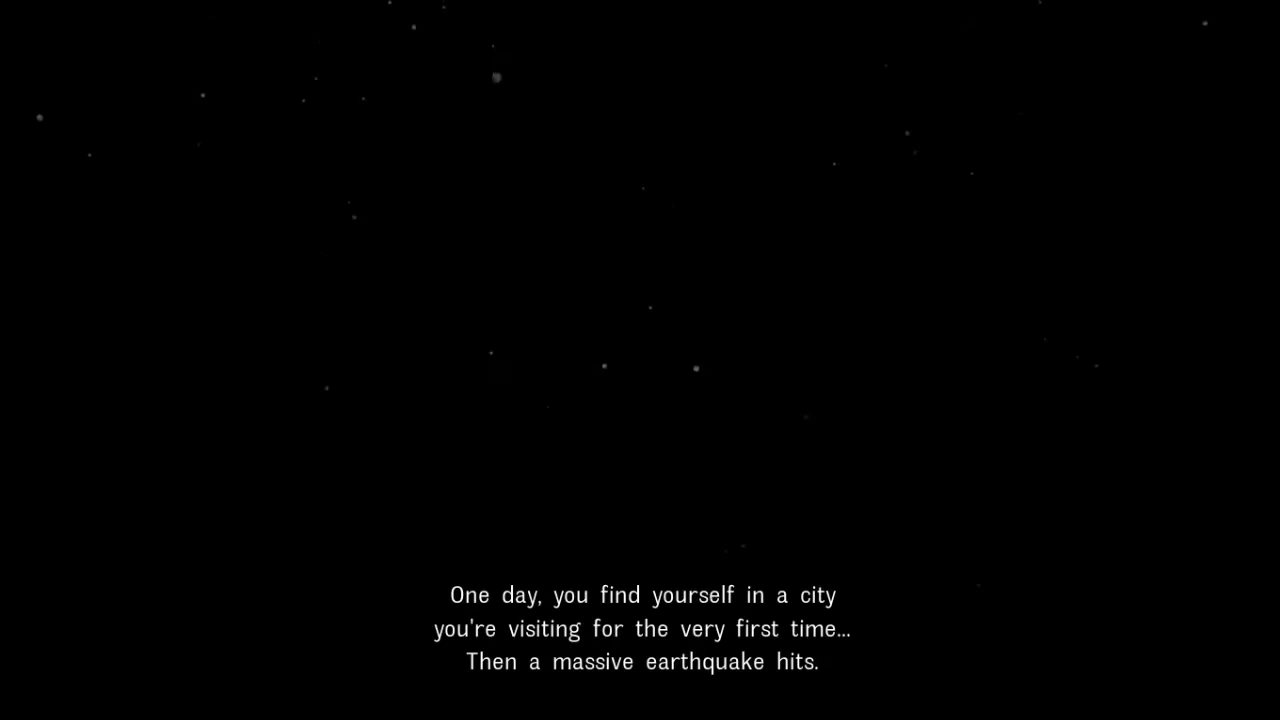 One day, you find yourself in a city
you're visiting for the very first time...
Then a massive earthquake hits.